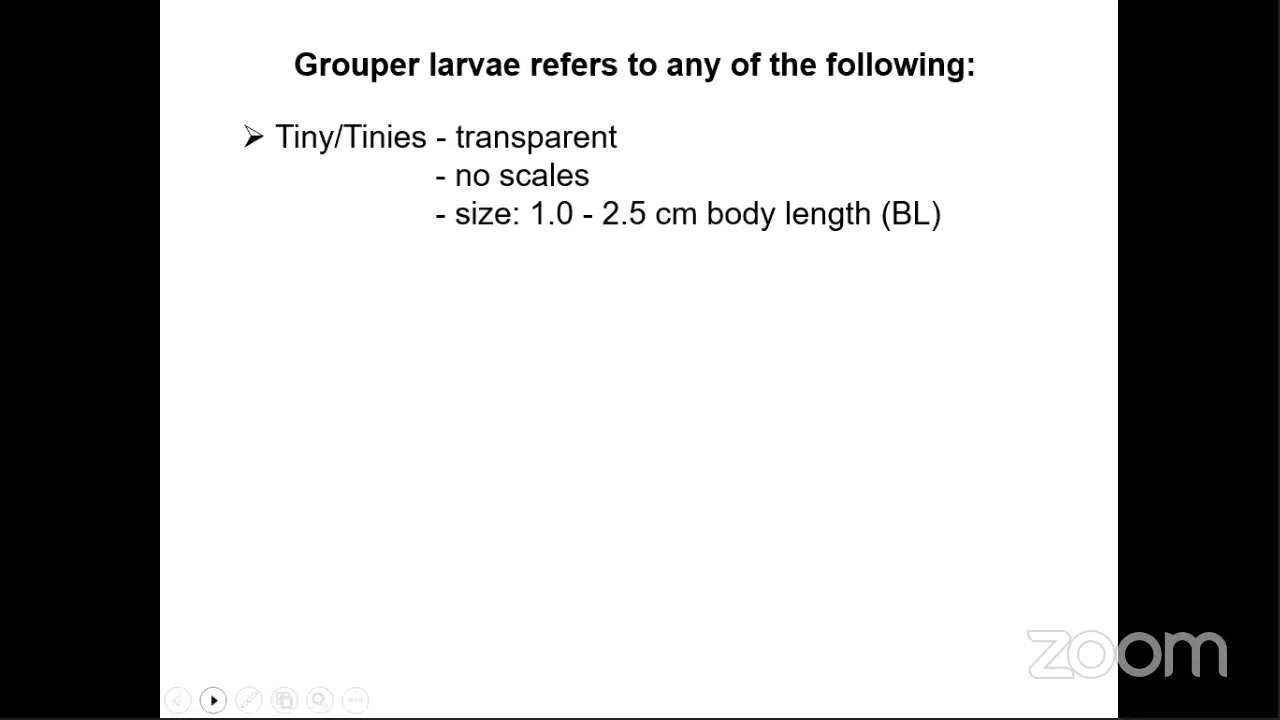 Grouper larvae refers to any of the following:
➢ Tiny/Tinies - transparent
- no scales
- size: 1.0 - 2.5 cm body length (BL)
zoom